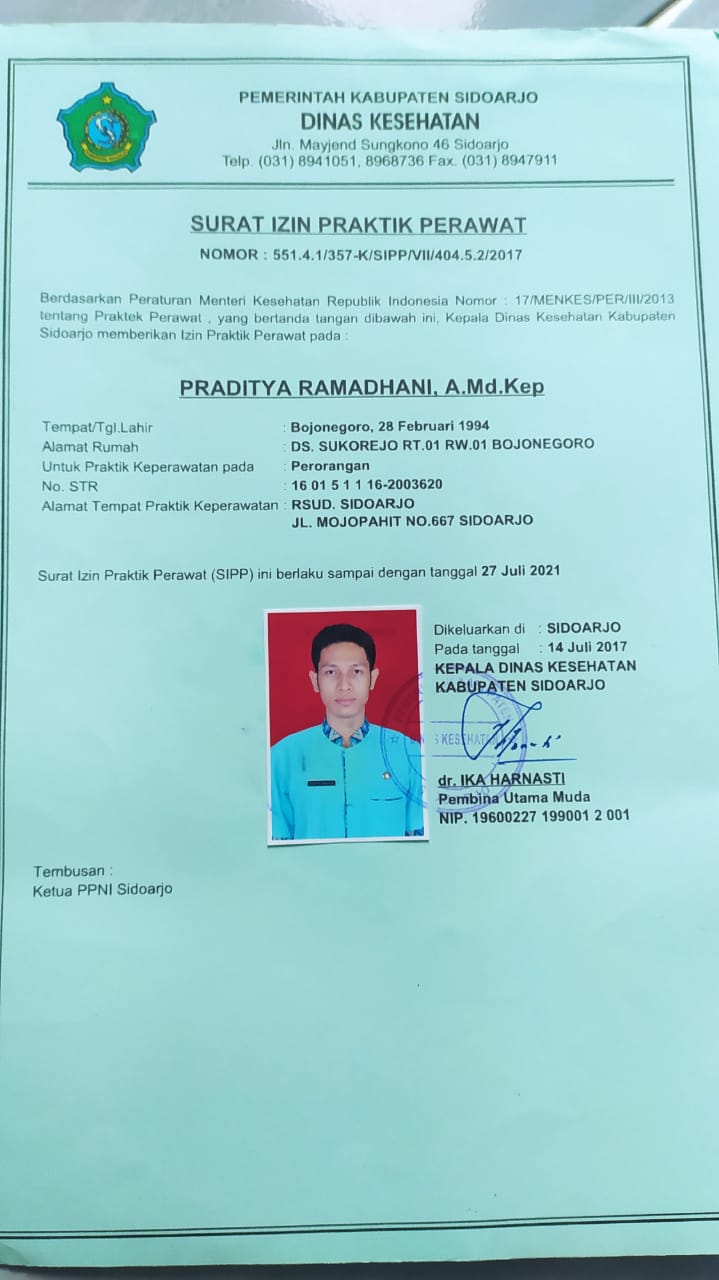 PEMERINTAH KABUPATEN SIDOARJO
DINAS KESEHATAN
Jln. Mayjend Sungkono 46 Sidoarjo
Telp. (031) 8941051, 8968736 Fax. (031) 8947911
SURAT IZIN PRAKTIK PERAWAT
NOMOR : 551.4.1/357-K/SIPP/VII/404.5.2/2017
Berdasarkan Peraturan Menteri Kesehatan Republik Indonesia Nomor : 17/MENKES/PER/III/2013
tentang Praktek Perawat , yang bertanda tangan dibawah ini, Kepala Dinas Kesehatan Kabupaten
Sidoarjo memberikan Izin Praktik Perawat pada :
PRADITYA RAMADHANI, A.Md.Kep
Tempat/Tgl.Lahir : Bojonegoro, 28 Februari 1994
Alamat Rumah : DS. SUKOREJO RT.01 RW.01 BOJONEGORO
Untuk Praktik Keperawatan pada : Perorangan
No. STR : 16 01 5 1 1 16-2003620
Alamat Tempat Praktik Keperawatan : RSUD. SIDOARJO
JL. MOJOPAHIT NO.667 SIDOARJO
Surat Izin Praktik Perawat (SIPP) ini berlaku sampai dengan tanggal 27 Juli 2021
Dikeluarkan di : SIDOARJO
Pada tanggal : 14 Juli 2017
KEPALA DINAS KESEHATAN
KABUPATEN SIDOARJO
dr. IKA HARNASTI
Pembina Utama Muda
NIP. 19600227 199001 2 001
Tembusan :
Ketua PPNI Sidoarjo